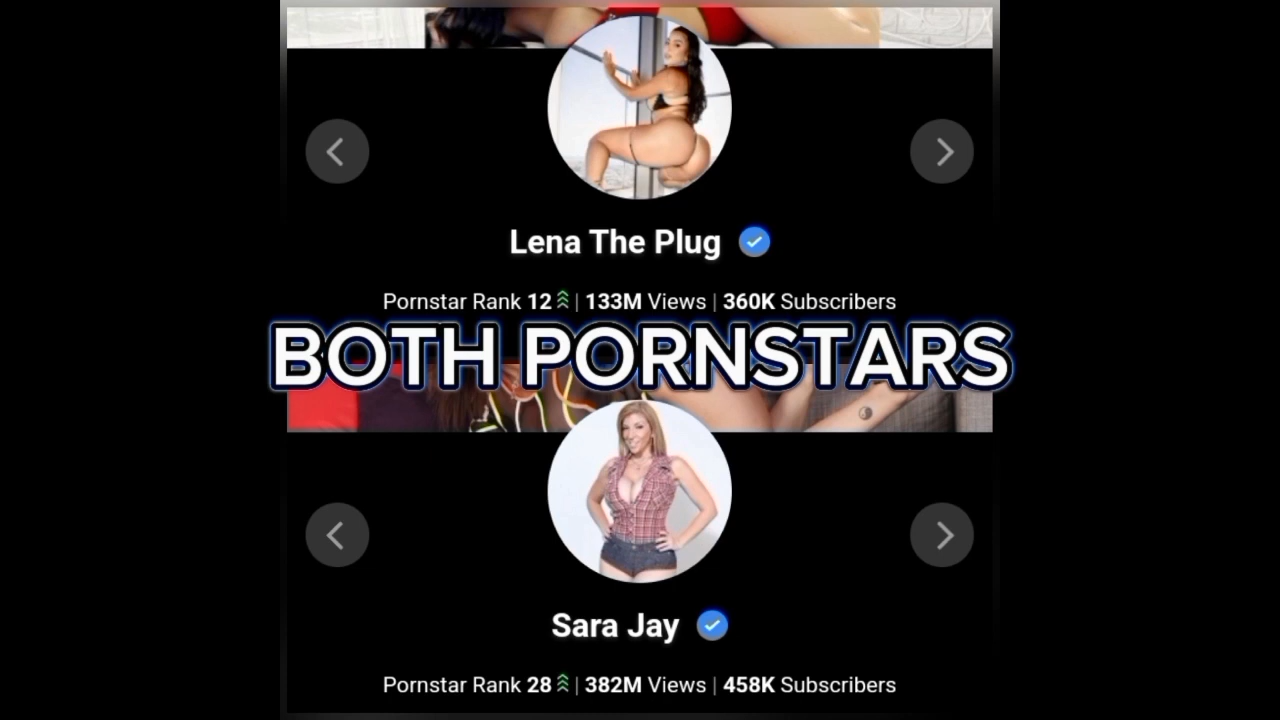 Lena The Plug
Pornstar Rank 12 | 133M Views | 360K Subscribers
BOTH PORNSTARS
Sara Jay
Pornstar Rank 28 | 382M Views | 458K Subscribers